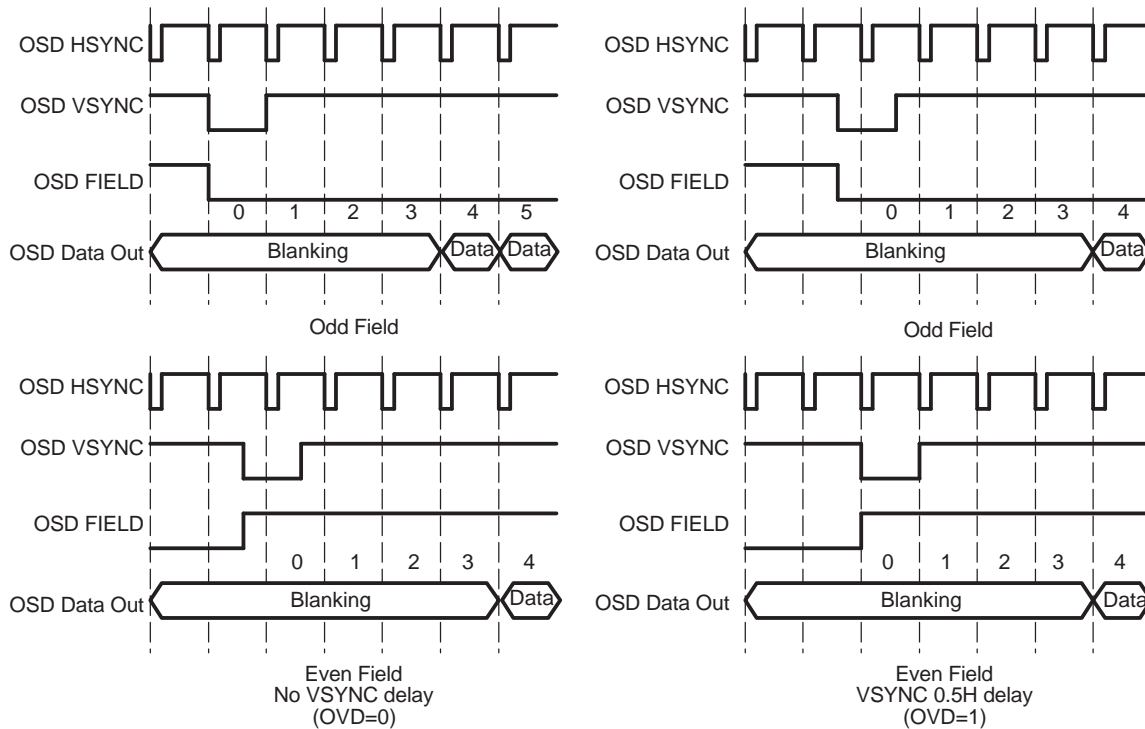 OSD HSYNC
OSD VSYNC
OSD FIELD
0 1 2 3 4 5
OSD Data Out Blanking Data Data
Odd Field
OSD HSYNC
OSD VSYNC
OSD FIELD
0 1 2 3 4
OSD Data Out Blanking Data
Odd Field
OSD HSYNC
OSD VSYNC
OSD FIELD
0 1 2 3 4
OSD Data Out Blanking Data
Even Field
No VSYNC delay
(OVD=0)
OSD HSYNC
OSD VSYNC
OSD FIELD
0 1 2 3 4
OSD Data Out Blanking Data
Even Field
VSYNC 0.5H delay
(OVD=1)